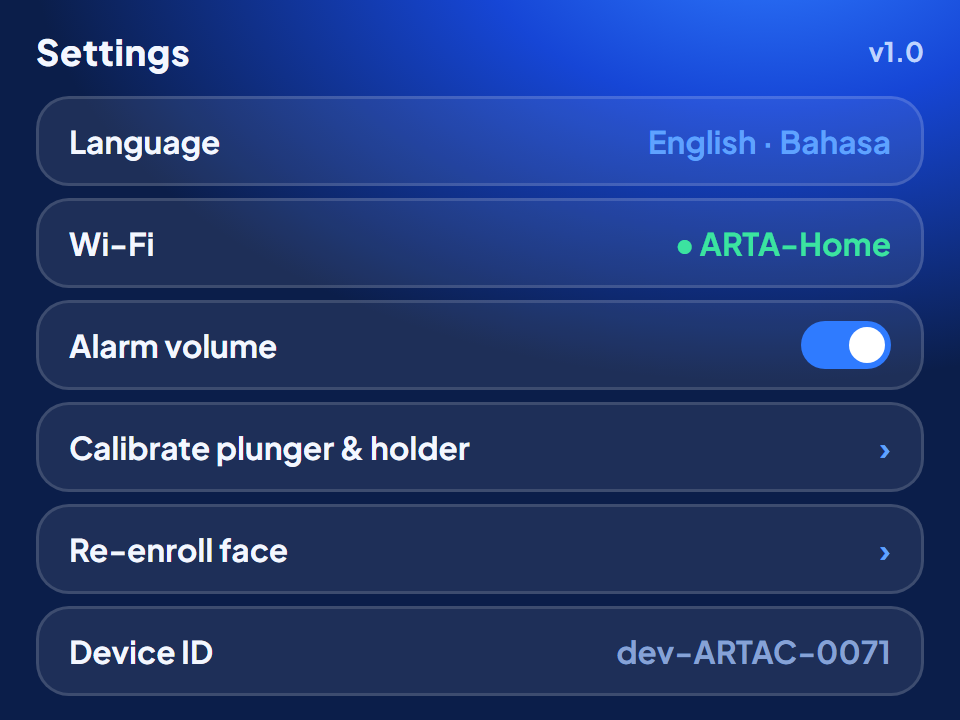 Settings
v1.0
Language
English · Bahasa
Wi-Fi
● ARTA-Home
Alarm volume
Calibrate plunger & holder
›
Re-enroll face
›
Device ID
dev-ARTAC-0071